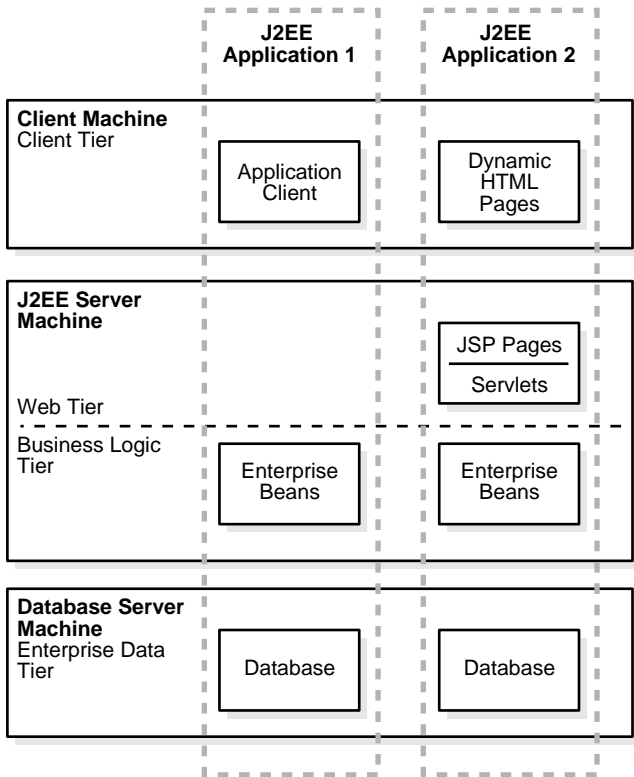 J2EE
Application 1
J2EE
Application 2
Client Machine
Client Tier
Application
Client
Dynamic
HTML
Pages
J2EE Server
Machine
JSP Pages
Servlets
Web Tier
Business Logic
Tier
Enterprise
Beans
Enterprise
Beans
Database Server
Machine
Enterprise Data
Tier
Database
Database